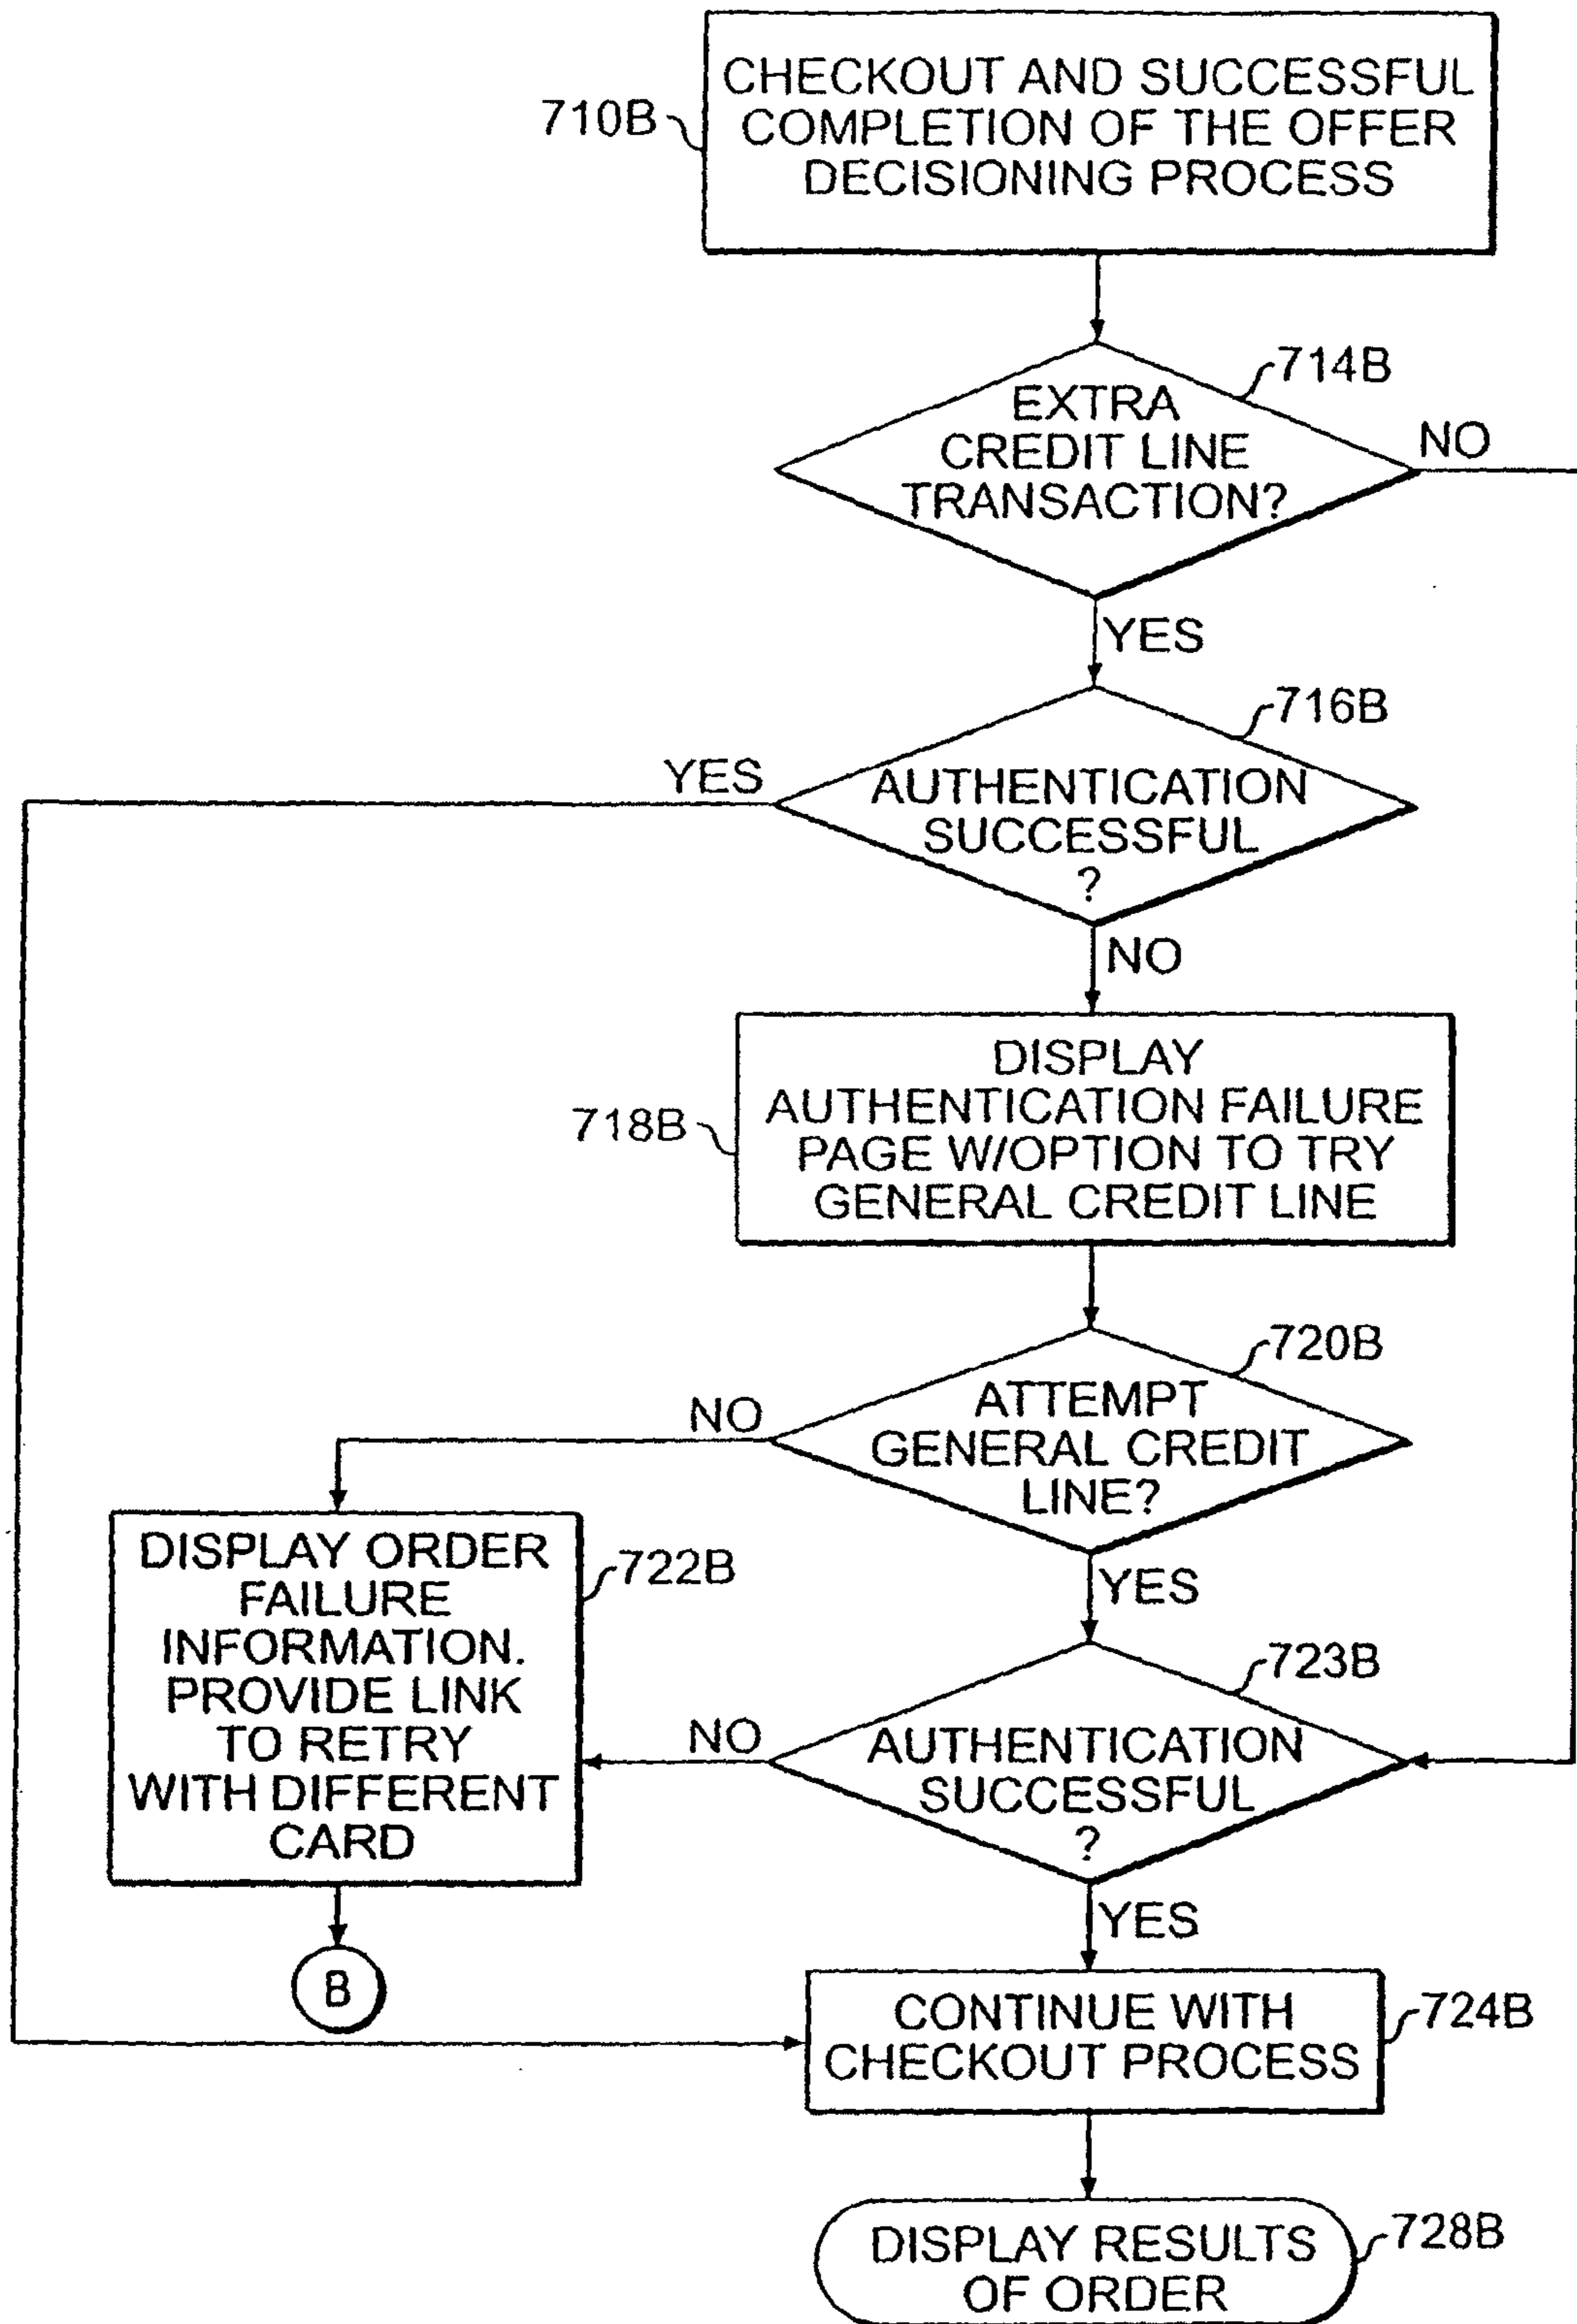 CHECKOUT AND SUCCESSFUL
COMPLETION OF THE OFFER
DECISIONING PROCESS
710B
714B
EXTRA
CREDIT LINE
TRANSACTION?
NO
YES
716B
YES
AUTHENTICATION
SUCCESSFUL
?
NO
DISPLAY
AUTHENTICATION FAILURE
PAGE W/OPTION TO TRY
GENERAL CREDIT LINE
718B
720B
ATTEMPT
GENERAL CREDIT
LINE?
NO
YES
DISPLAY ORDER
FAILURE
INFORMATION.
PROVIDE LINK
TO RETRY
WITH DIFFERENT
CARD
722B
723B
NO
AUTHENTICATION
SUCCESSFUL
?
YES
B
CONTINUE WITH
CHECKOUT PROCESS
724B
DISPLAY RESULTS
OF ORDER
728B